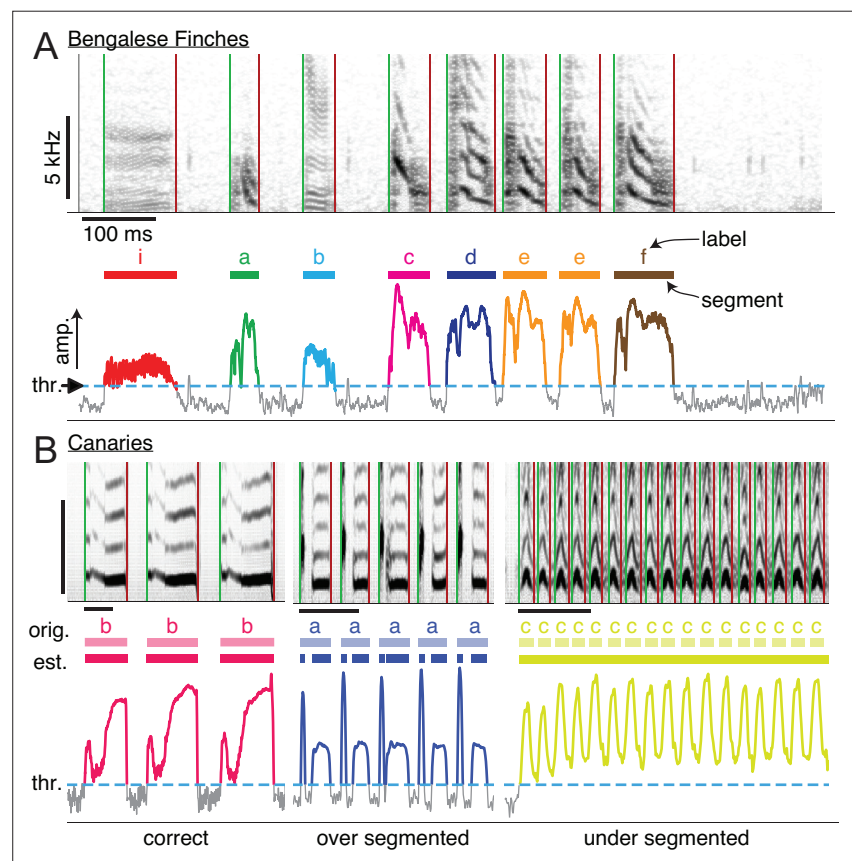 A Bengalese Finches
5 kHz
100 ms
label
i a b c d e e f
segment
amp.
thr.
B Canaries
orig. b b b a a a a a c c c c c c c c c c c c c c c c
est.
thr.
correct over segmented under segmented